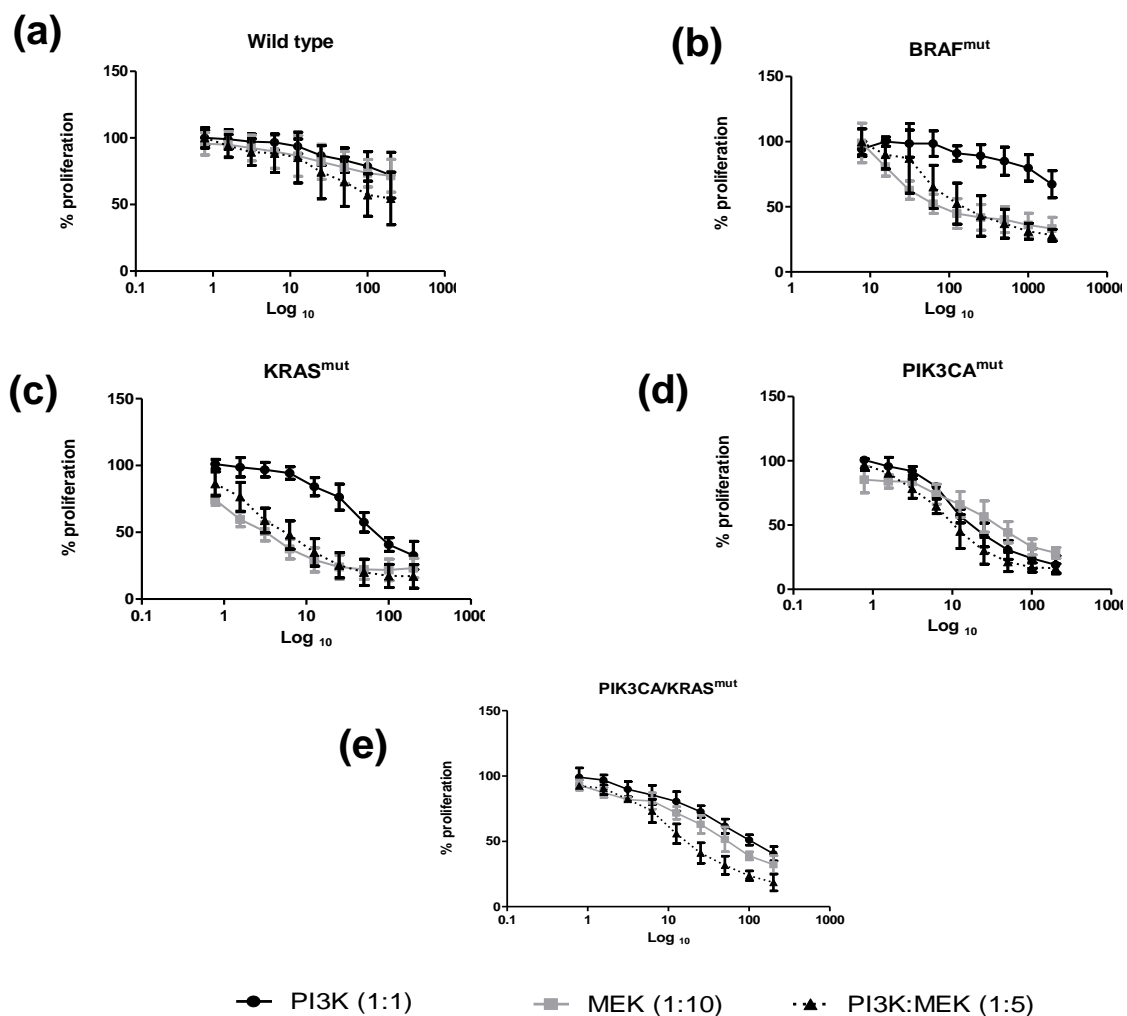 (a)
Wild type
150
100
50
0
% proliferation
0.1 1 10 100 1000
Log 10
(b)
BRAFmut
150
100
50
0
% proliferation
1 10 100 1000 10000
Log 10
(c)
KRASmut
150
100
50
0
% proliferation
0.1 1 10 100 1000
Log 10
(d)
PIK3CAmut
150
100
50
0
% proliferation
0.1 1 10 100 1000
Log 10
(e)
PIK3CA/KRASmut
150
100
50
0
% proliferation
0.1 1 10 100 1000
Log 10
PI3K (1:1) MEK (1:10) PI3K:MEK (1:5)